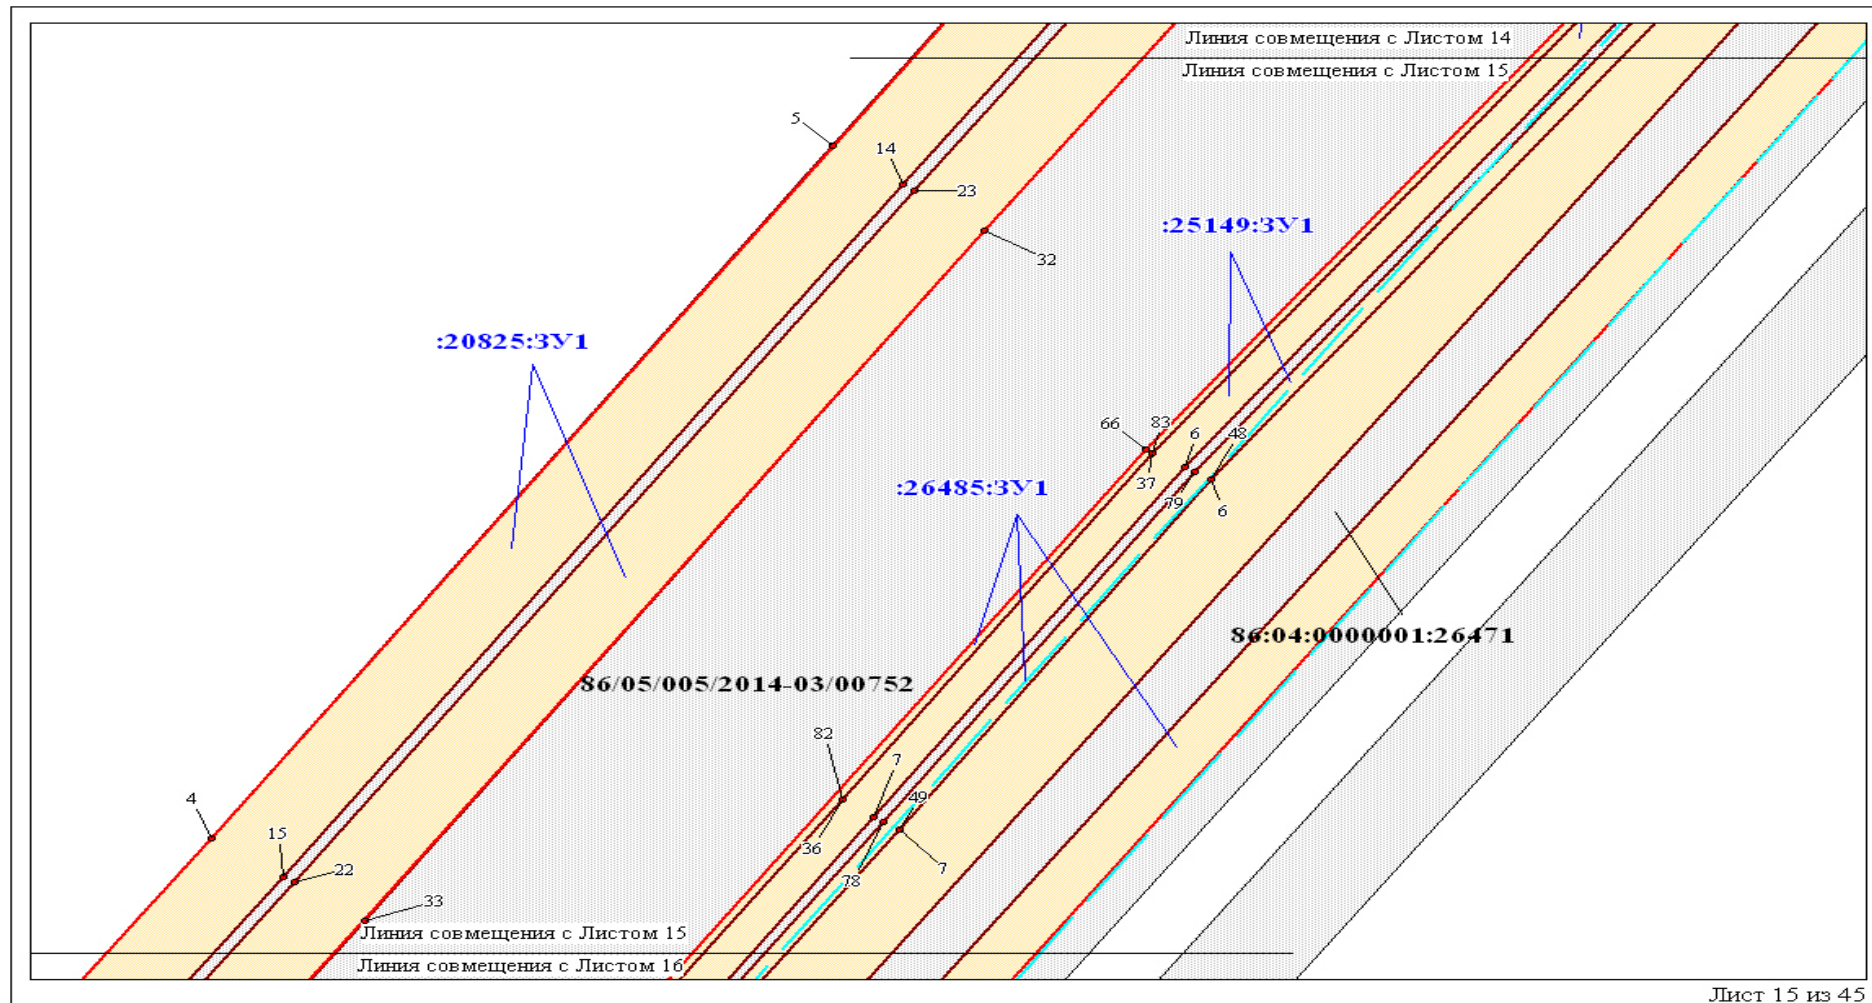 Линия совмещения с Листом 14
Линия совмещения с Листом 15
5
14
23
32
:25149:ЗУ1
:20825:ЗУ1
66
83
6
48
37
79
6
:26485:ЗУ1
86:04:0000001:26471
86/05/005/2014-03/00752
82
7
49
4
15
36
22
78
7
33
Линия совмещения с Листом 15
Линия совмещения с Листом 16
Лист 15 из 45